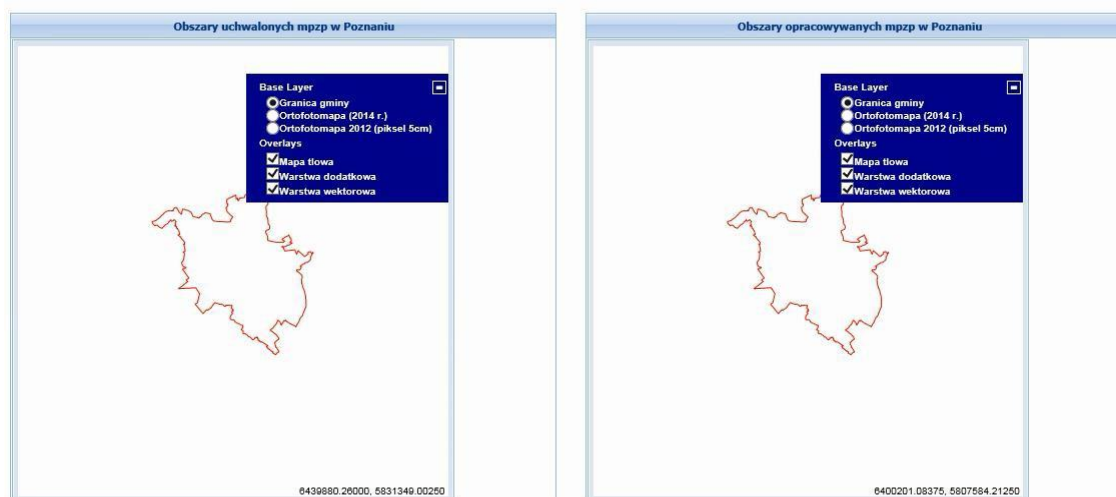 Obszary uchwalonych mpzp w Poznaniu
Base Layer
Granica gminy
Ortofotomapa (2014 r.)
Ortofotomapa 2012 (piksel 5cm)
Overlays
Mapa tlowa
Warstwa dodatkowa
Warstwa wektorowa
6439880.26000, 5831349.00250
Obszary opracowywanych mpzp w Poznaniu
Base Layer
Granica gminy
Ortofotomapa (2014 r.)
Ortofotomapa 2012 (piksel 5cm)
Overlays
Mapa tlowa
Warstwa dodatkowa
Warstwa wektorowa
6400201.08375, 5807584.21250